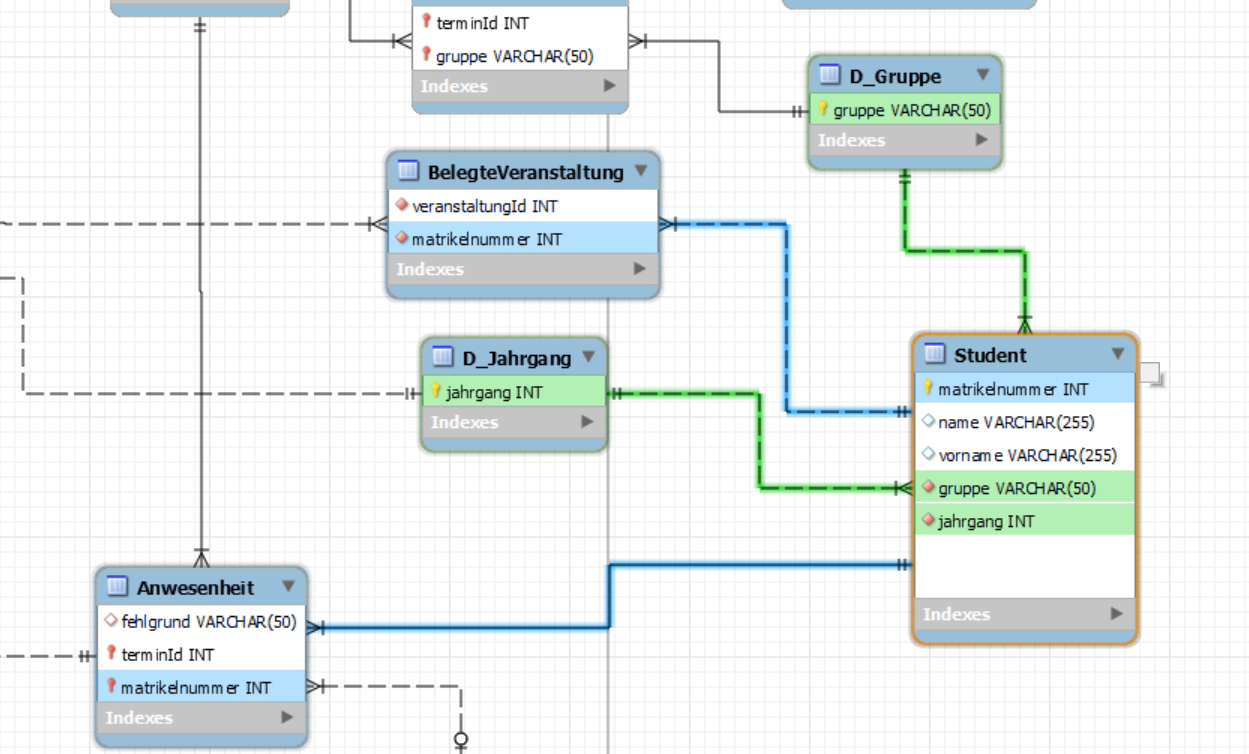 terminId INT
gruppe VARCHAR(50)
Indexes
D_Gruppe
gruppe VARCHAR(50)
Indexes
BelegteVeranstaltung
veranstaltungId INT
matrikelnummer INT
Indexes
D_Jahrgang
jahrgang INT
Indexes
Student
matrikelnummer INT
name VARCHAR(255)
vorname VARCHAR(255)
gruppe VARCHAR(50)
jahrgang INT
Indexes
Anwesenheit
fehlgrund VARCHAR(50)
terminId INT
matrikelnummer INT
Indexes